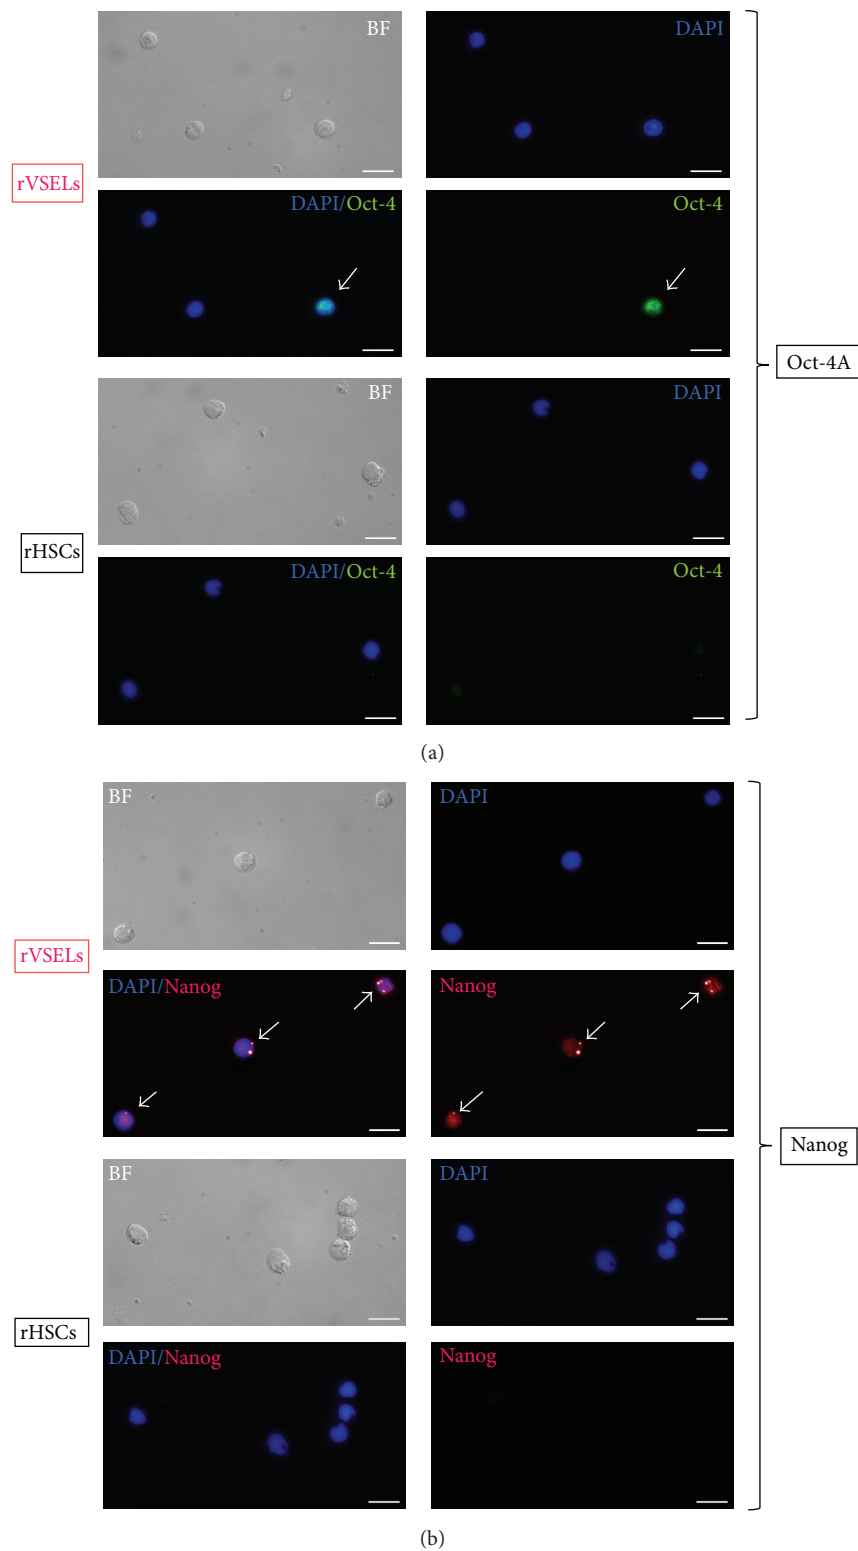 BF
DAPI
rVSELs
DAPI/Oct-4
Oct-4
Oct-4A
BF
DAPI
rHSCs
DAPI/Oct-4
Oct-4
(a)
BF
DAPI
rVSELs
DAPI/Nanog
Nanog
Nanog
BF
DAPI
rHSCs
DAPI/Nanog
Nanog
(b)